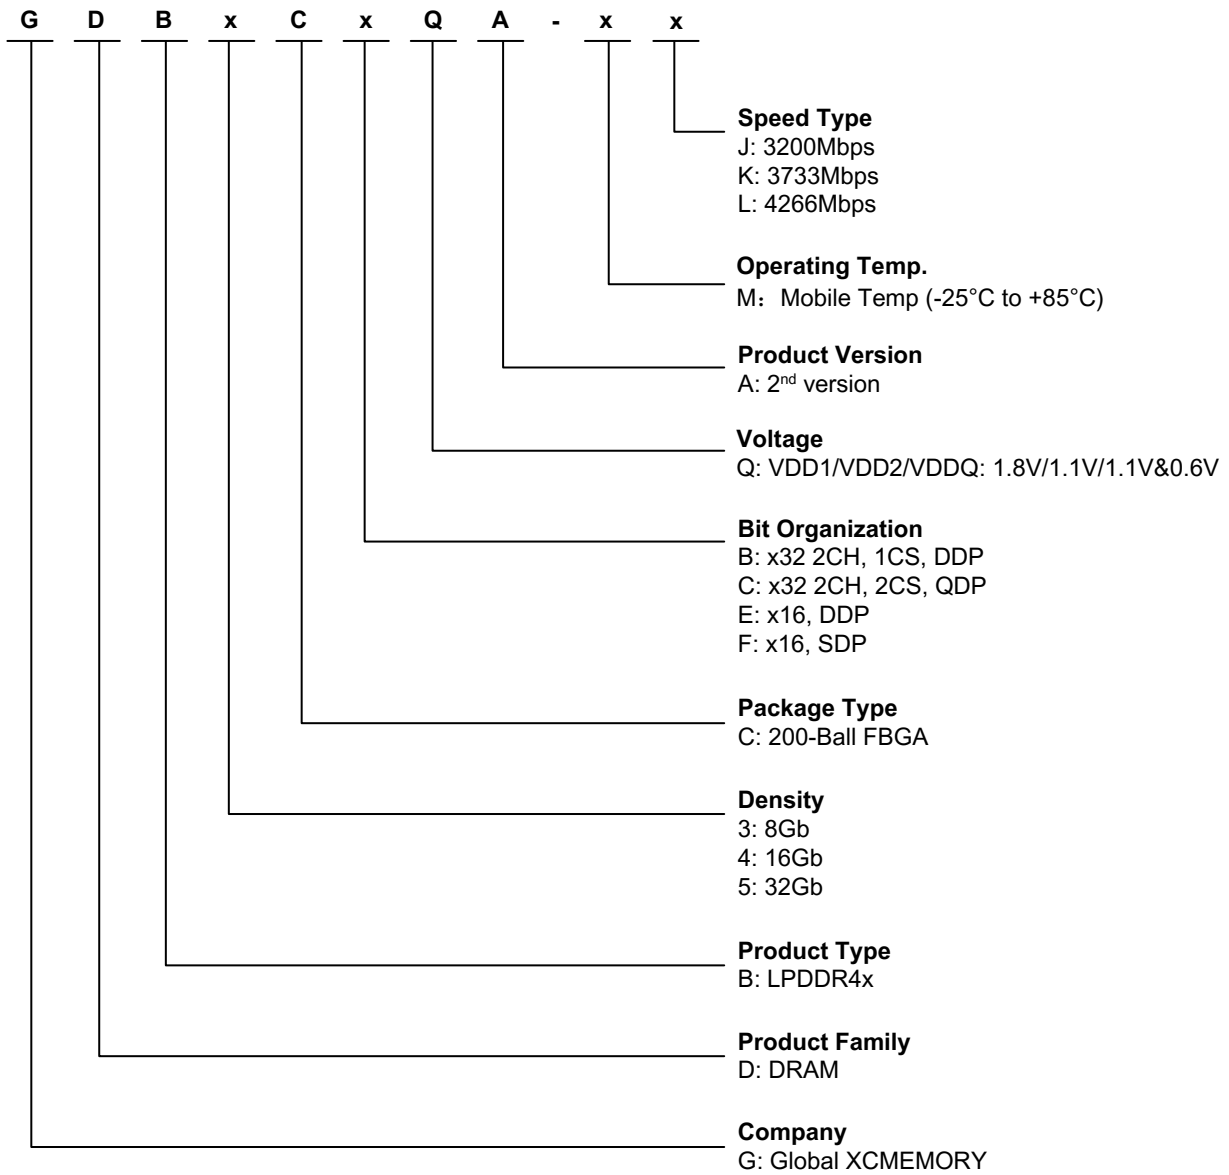 G D B x C x Q A - x x
Speed Type
J: 3200Mbps
K: 3733Mbps
L: 4266Mbps
Operating Temp.
M：Mobile Temp (-25°C to +85°C)
Product Version
A: 2nd version
Voltage
Q: VDD1/VDD2/VDDQ: 1.8V/1.1V/1.1V&0.6V
Bit Organization
B: x32 2CH, 1CS, DDP
C: x32 2CH, 2CS, QDP
E: x16, DDP
F: x16, SDP
Package Type
C: 200-Ball FBGA
Density
3: 8Gb
4: 16Gb
5: 32Gb
Product Type
B: LPDDR4x
Product Family
D: DRAM
Company
G: Global XCMEMORY